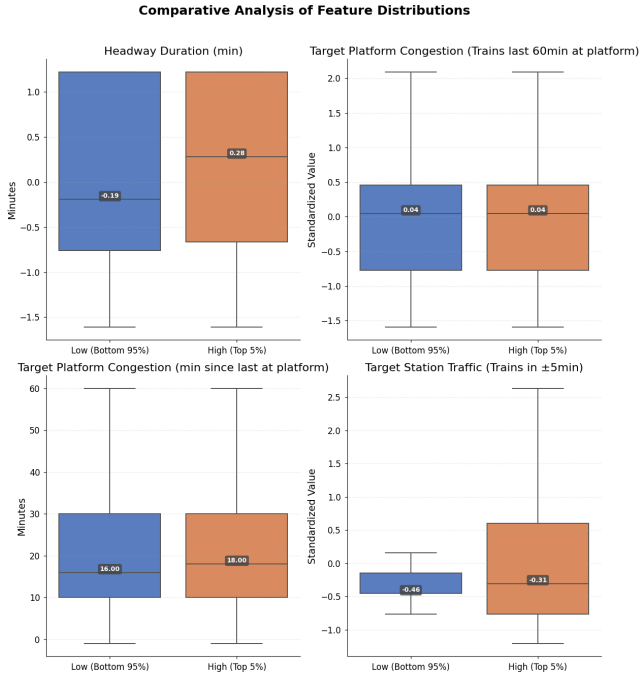 Comparative Analysis of Feature Distributions
Headway Duration (min)
Minutes
1.0
0.5
0.0
−0.5
−1.0
−1.5
-0.19
0.28
Low (Bottom 95%)
High (Top 5%)
Target Platform Congestion (Trains last 60min at platform)
Standardized Value
2.0
1.5
1.0
0.5
0.0
−0.5
−1.0
−1.5
0.04
0.04
Low (Bottom 95%)
High (Top 5%)
Target Platform Congestion (min since last at platform)
Minutes
60
50
40
30
20
10
0
16.00
18.00
Low (Bottom 95%)
High (Top 5%)
Target Station Traffic (Trains in ±5min)
Standardized Value
2.5
2.0
1.5
1.0
0.5
0.0
−0.5
−1.0
-0.46
-0.31
Low (Bottom 95%)
High (Top 5%)